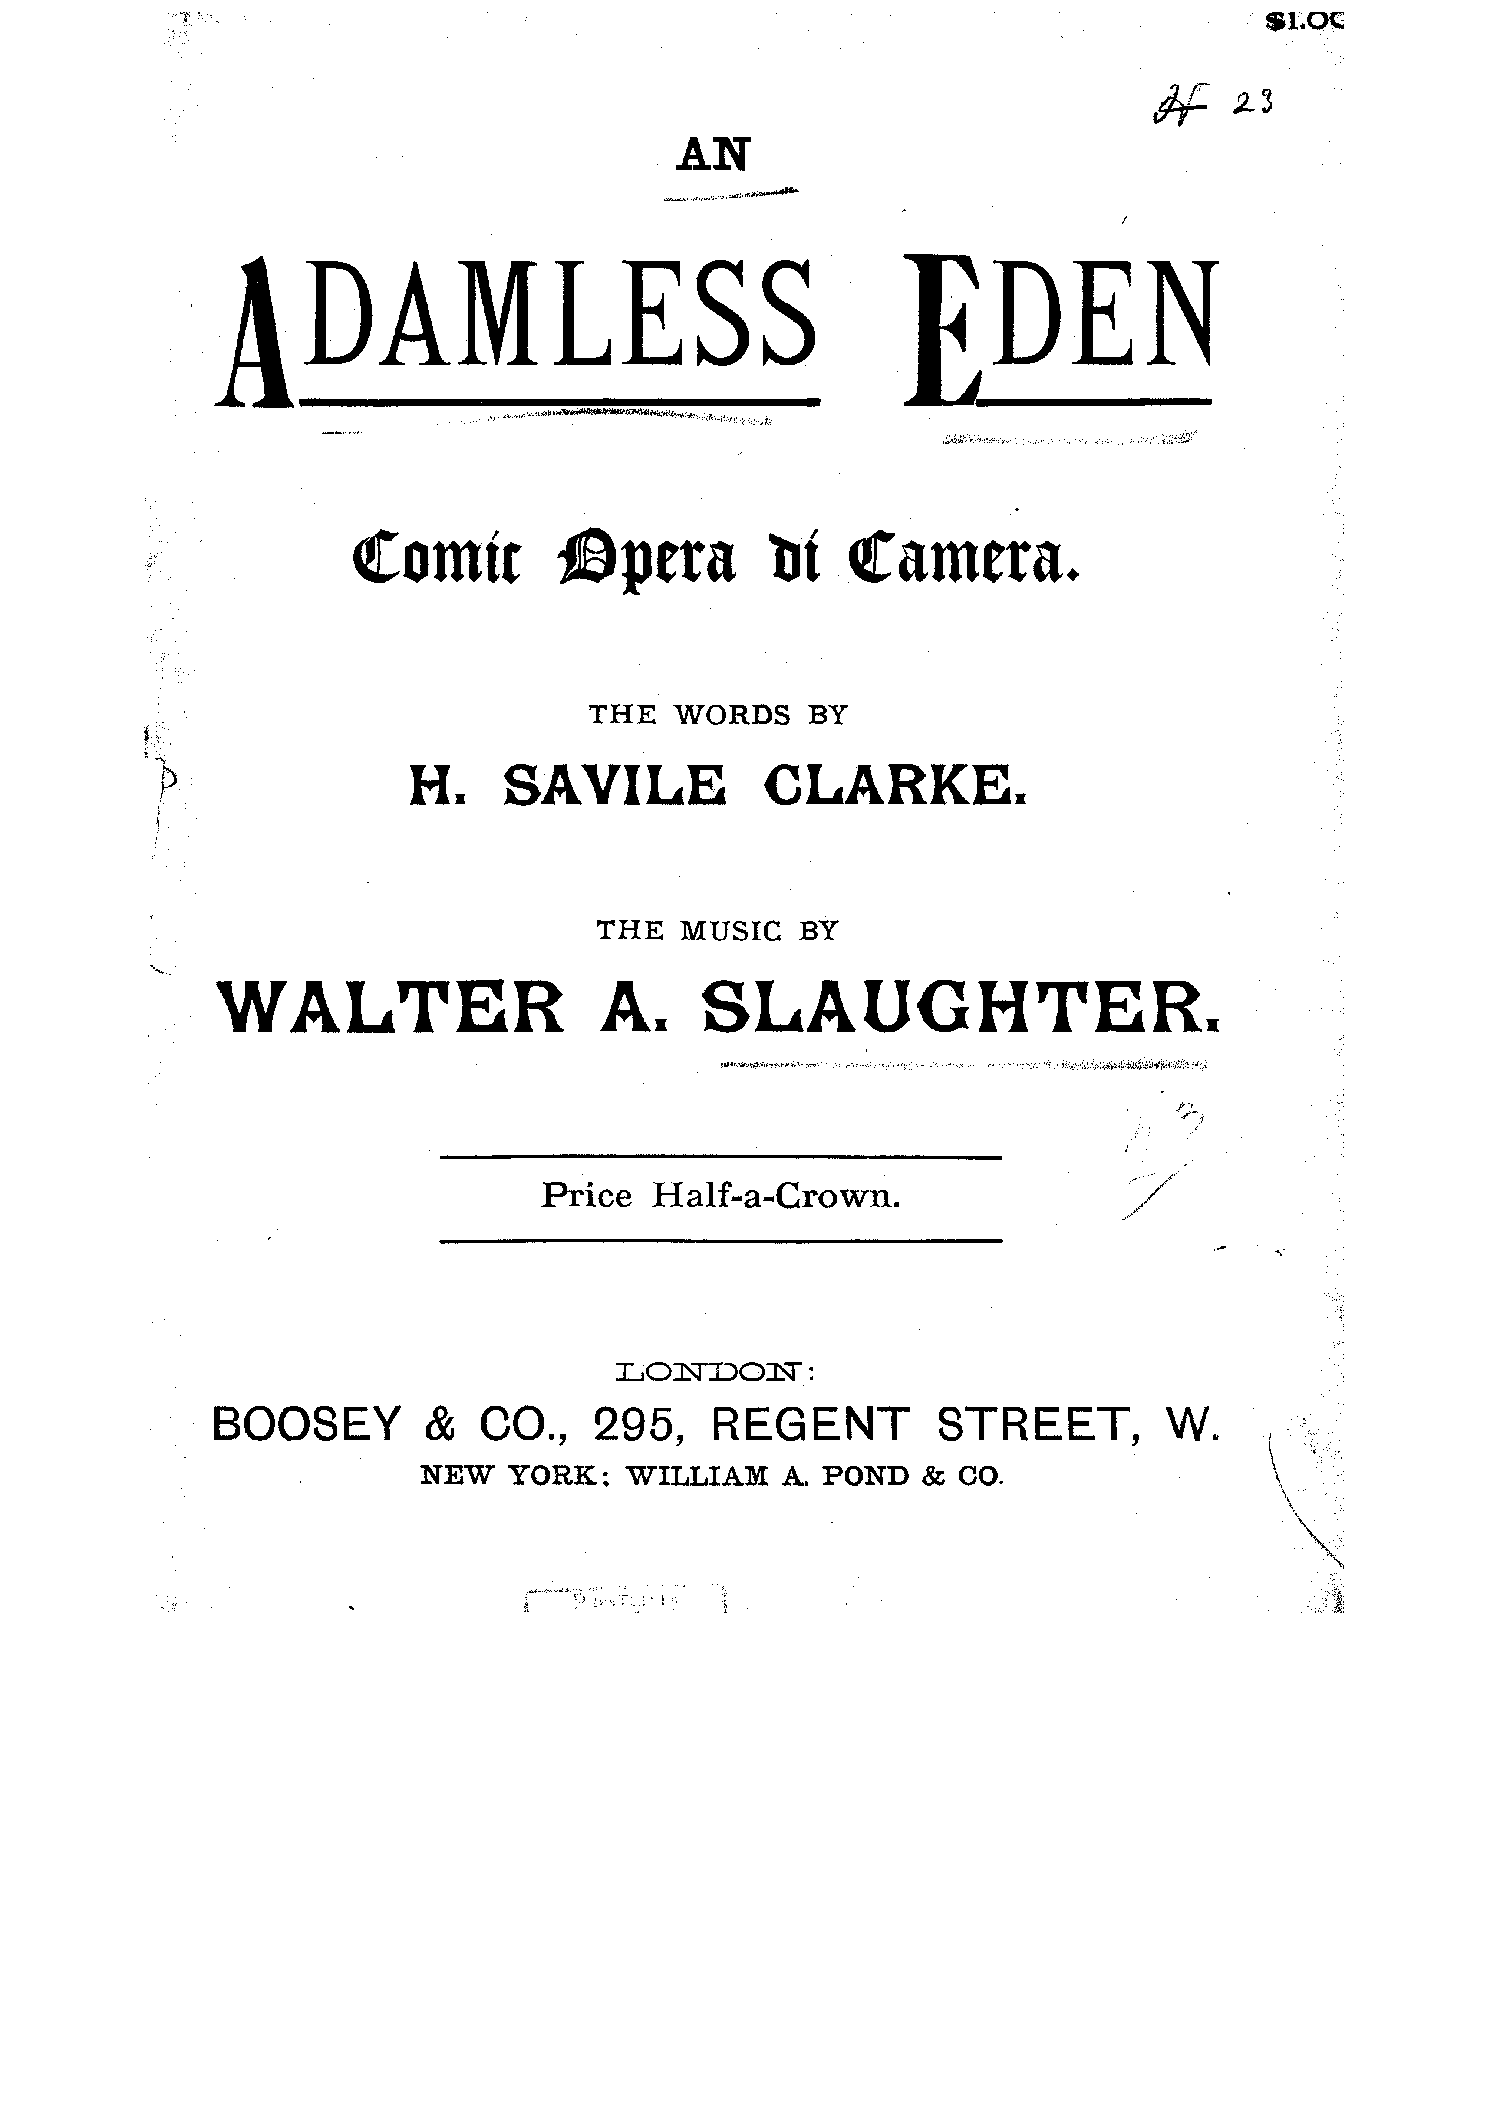 $1.00
23
AN
ADAMLESS EDEN
Comic Opera di Camera.
THE WORDS BY
H. SAVILE CLARKE.
THE MUSIC BY
WALTER A. SLAUGHTER.
Price Half-a-Crown.
LONDON:
BOOSEY & CO., 295, REGENT STREET, W.
NEW YORK: WILLIAM A. POND & CO.